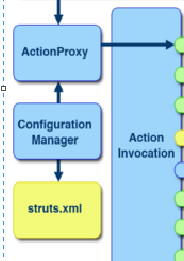 ActionProxy
Configuration
Manager
Action
Invocation
struts.xml